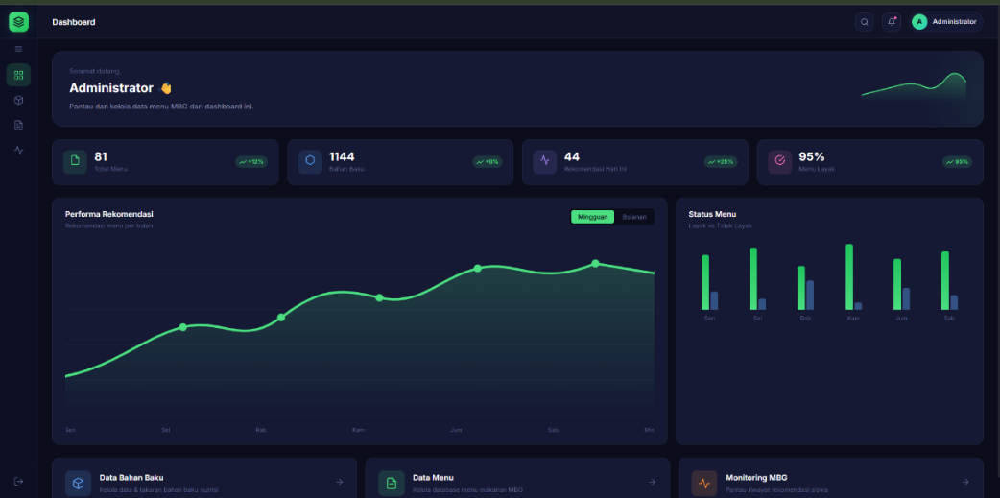 Dashboard
A Administrator
Selamat datang,
Administrator 👋
Pantau dan kelola data menu MBG dari dashboard ini.
81
Total Menu
+12%
1144
Bahan Baku
+8%
44
Rekomendasi Hari Ini
+25%
95%
Menu Layak
95%
Performa Rekomendasi
Rekomendasi menu per bulan
Mingguan Bulanan
Sen Sel Rab Kam Jum Sab Min
Status Menu
Layak vs Tidak Layak
Sen Sel Rab Kam Jum Sab
Data Bahan Baku
Kelola data & takaran bahan baku nutrisi
Data Menu
Kelola database menu makanan MBG
Monitoring MBG
Pantau riwayat rekomendasi siswa